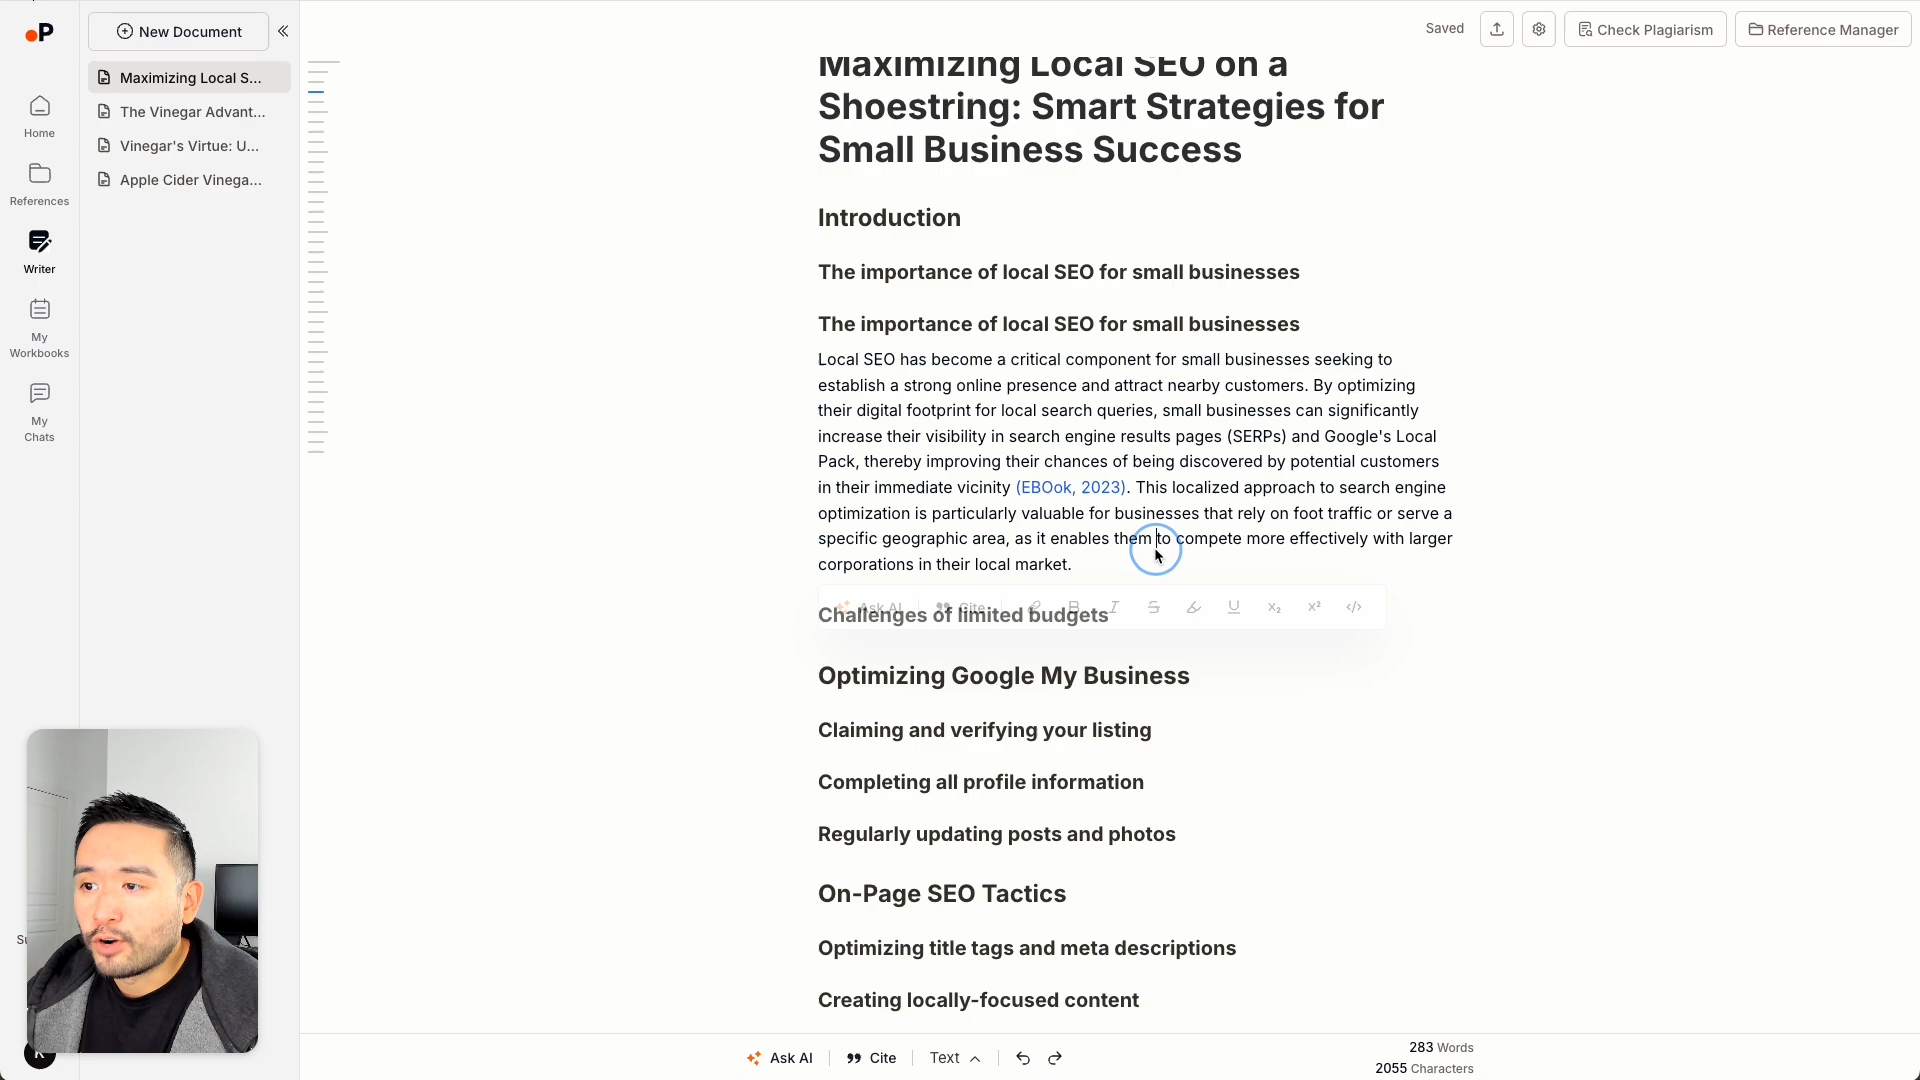 P
New Document
Saved
Check Plagiarism
Reference Manager
Maximizing Local S...
The Vinegar Advant...
Vinegar's Virtue: U...
Apple Cider Vinega...
Home
References
Writer
My
Workbooks
My
Chats
Maximizing Local SEO on a
Shoestring: Smart Strategies for
Small Business Success
Introduction
The importance of local SEO for small businesses
The importance of local SEO for small businesses
Local SEO has become a critical component for small businesses seeking to
establish a strong online presence and attract nearby customers. By optimizing
their digital footprint for local search queries, small businesses can significantly
increase their visibility in search engine results pages (SERPs) and Google's Local
Pack, thereby improving their chances of being discovered by potential customers
in their immediate vicinity (EBOok, 2023). This localized approach to search engine
optimization is particularly valuable for businesses that rely on foot traffic or serve a
specific geographic area, as it enables them to compete more effectively with larger
corporations in their local market.
Ask AI Cite B I S U X₂ X² </>
Challenges of limited budgets
Optimizing Google My Business
Claiming and verifying your listing
Completing all profile information
Regularly updating posts and photos
On-Page SEO Tactics
Optimizing title tags and meta descriptions
Creating locally-focused content
Ask AI Cite Text
283 Words
2055 Characters